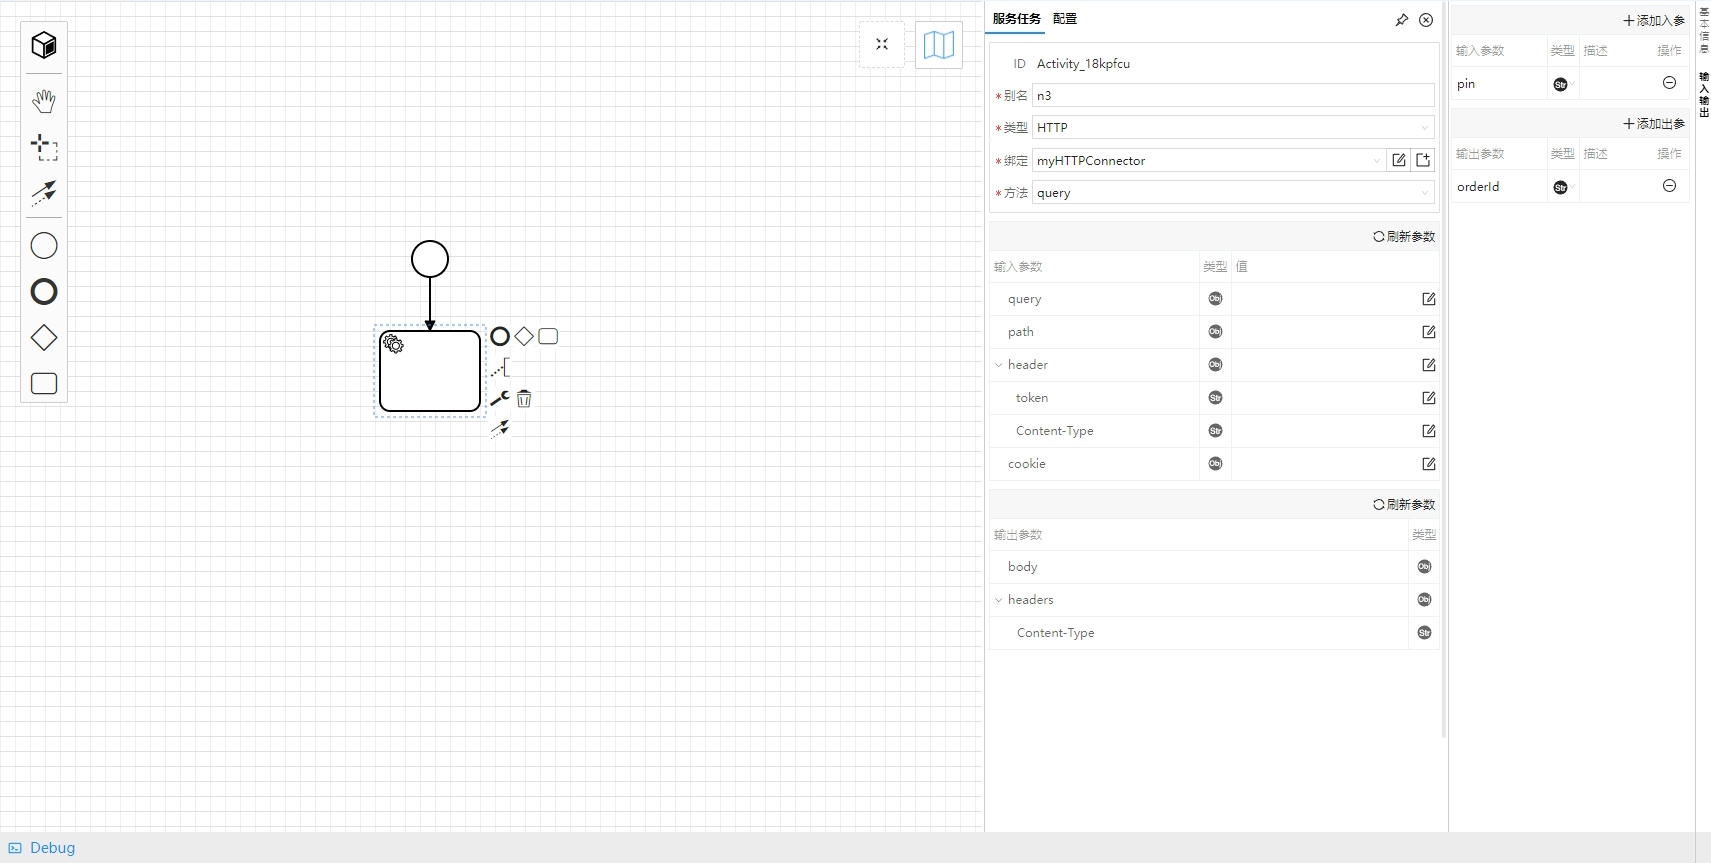 服务任务 配置
ID Activity_18kpfcu
*别名 n3
*类型 HTTP
*绑定 myHTTPConnector
*方法 query
刷新参数
输入参数 类型 值
query Obj
path Obj
header Obj
token Str
Content-Type Str
cookie Obj
刷新参数
输出参数 类型
body Obj
headers Obj
Content-Type Str
+添加入参
输入参数 类型 描述 操作
pin Str
+添加出参
输出参数 类型 描述 操作
orderId Str
基本信息
输入输出
Debug